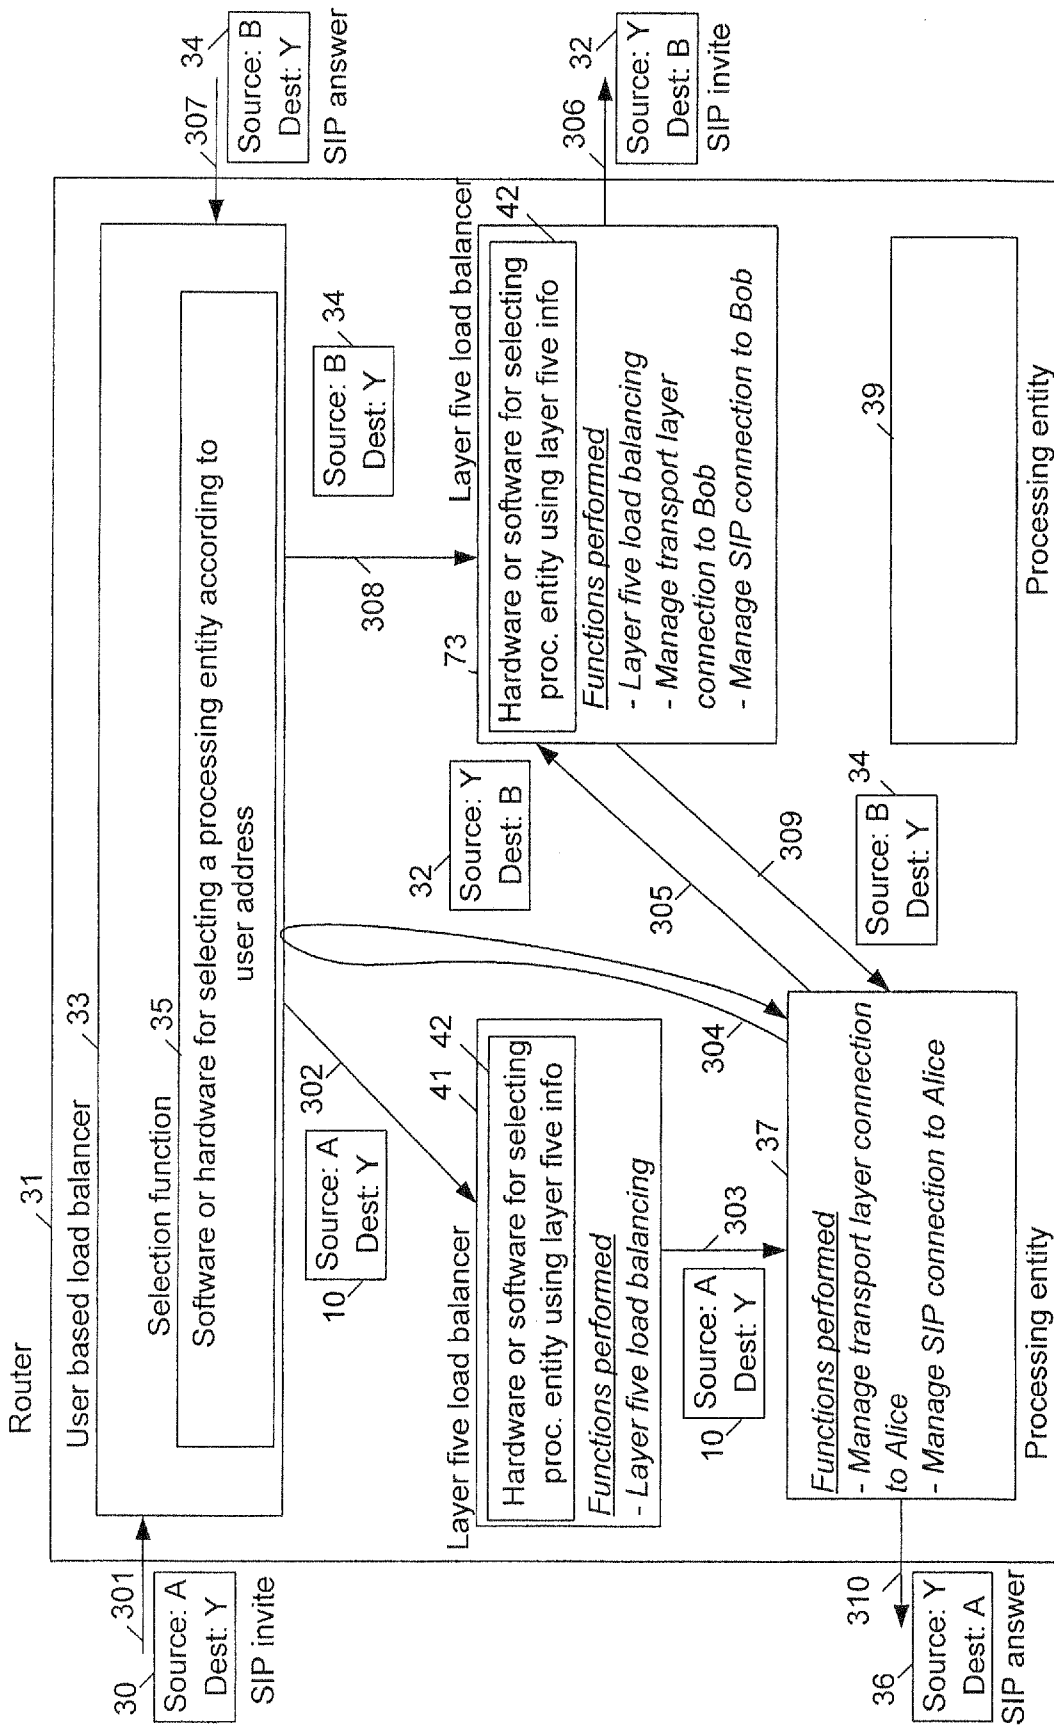 Router
31
User based load balancer
33
Selection function
35
Software or hardware for selecting a processing entity according to
user address
301
30
Source: A
Dest: Y
SIP invite
307
34
Source: B
Dest: Y
SIP answer
302
10
Source: A
Dest: Y
308
34
Source: B
Dest: Y
Layer five load balancer
41
42
Hardware or software for selecting
proc. entity using layer five info
Functions performed
- Layer five load balancing
32
Source: Y
Dest: B
73
Layer five load balancer
42
Hardware or software for selecting
proc. entity using layer five info
Functions performed
- Layer five load balancing
- Manage transport layer
connection to Bob
- Manage SIP connection to Bob
306
32
Source: Y
Dest: B
SIP invite
303
10
Source: A
Dest: Y
304
305
309
34
Source: B
Dest: Y
37
Functions performed
- Manage transport layer connection
to Alice
- Manage SIP connection to Alice
Processing entity
39
Processing entity
310
36
Source: Y
Dest: A
SIP answer